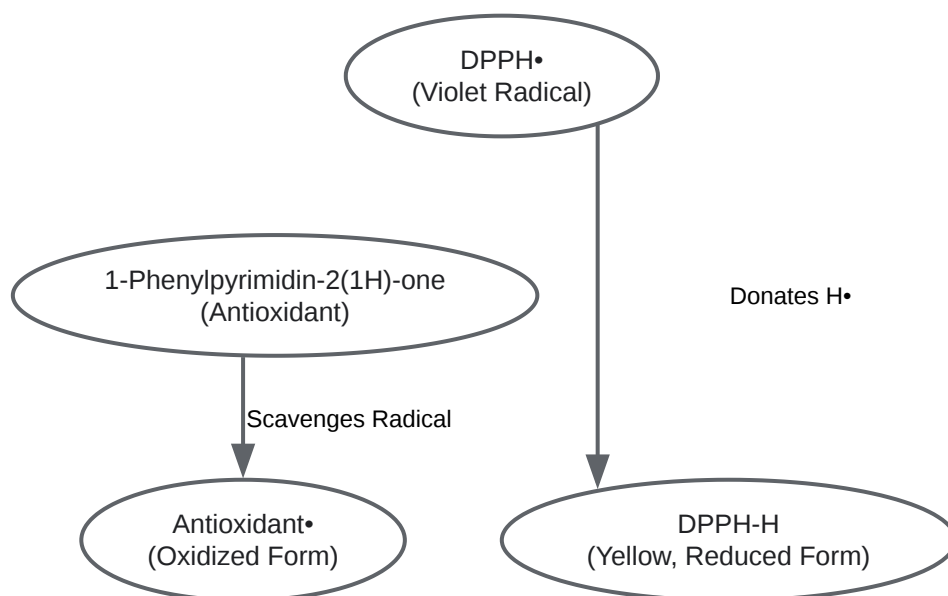 DPPH•
(Violet Radical)
1-Phenylpyrimidin-2(1H)-one
(Antioxidant)
Donates H•
Scavenges Radical
Antioxidant•
(Oxidized Form)
DPPH-H
(Yellow, Reduced Form)